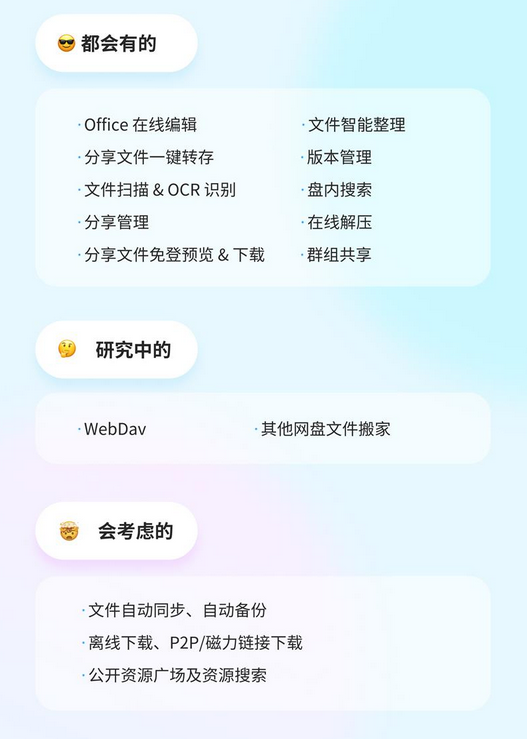 😎 都会有的
· Office 在线编辑
· 文件智能整理
· 分享文件一键转存
· 版本管理
· 文件扫描 & OCR 识别
· 盘内搜索
· 分享管理
· 在线解压
· 分享文件免登预览 & 下载
· 群组共享
🤔 研究中的
· WebDav
· 其他网盘文件搬家
🤯 会考虑的
· 文件自动同步、自动备份
· 离线下载、P2P/磁力链接下载
· 公开资源广场及资源搜索